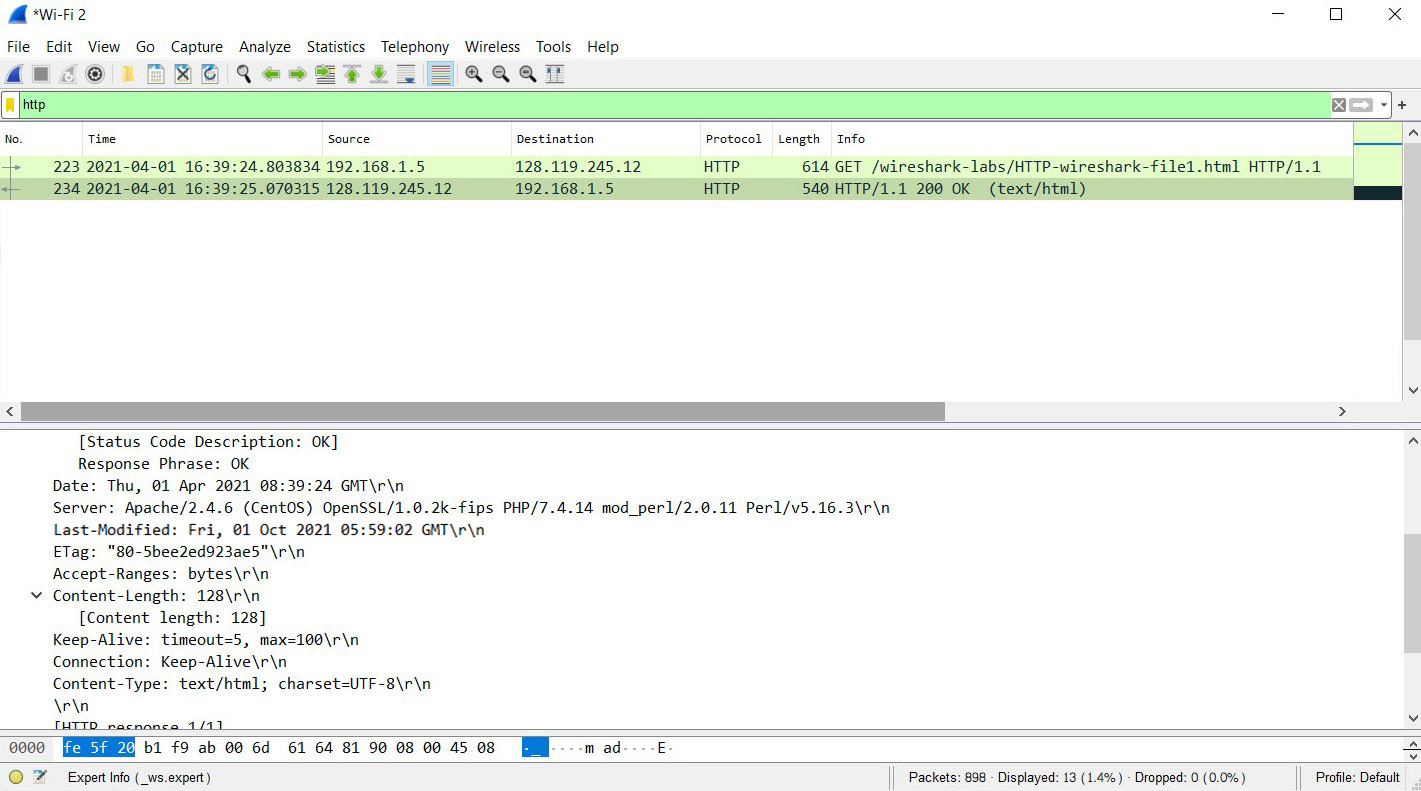 *Wi-Fi 2
File Edit View Go Capture Analyze Statistics Telephony Wireless Tools Help
http
No. Time Source Destination Protocol Length Info
223 2021-04-01 16:39:24.803834 192.168.1.5 128.119.245.12 HTTP 614 GET /wireshark-labs/HTTP-wireshark-file1.html HTTP/1.1
234 2021-04-01 16:39:25.070315 128.119.245.12 192.168.1.5 HTTP 540 HTTP/1.1 200 OK (text/html)
[Status Code Description: OK]
Response Phrase: OK
Date: Thu, 01 Apr 2021 08:39:24 GMT\r\n
Server: Apache/2.4.6 (CentOS) OpenSSL/1.0.2k-fips PHP/7.4.14 mod_perl/2.0.11 Perl/v5.16.3\r\n
Last-Modified: Fri, 01 Oct 2021 05:59:02 GMT\r\n
ETag: "80-5bee2ed923ae5"\r\n
Accept-Ranges: bytes\r\n
Content-Length: 128\r\n
[Content length: 128]
Keep-Alive: timeout=5, max=100\r\n
Connection: Keep-Alive\r\n
Content-Type: text/html; charset=UTF-8\r\n
\r\n
[HTTP response 1/1]
0000 fe 5f 20 b1 f9 ab 00 6d 61 64 81 90 08 00 45 08 ·_ ····m ad····E·
Expert Info (_ws.expert) Packets: 898 · Displayed: 13 (1.4%) · Dropped: 0 (0.0%) Profile: Default